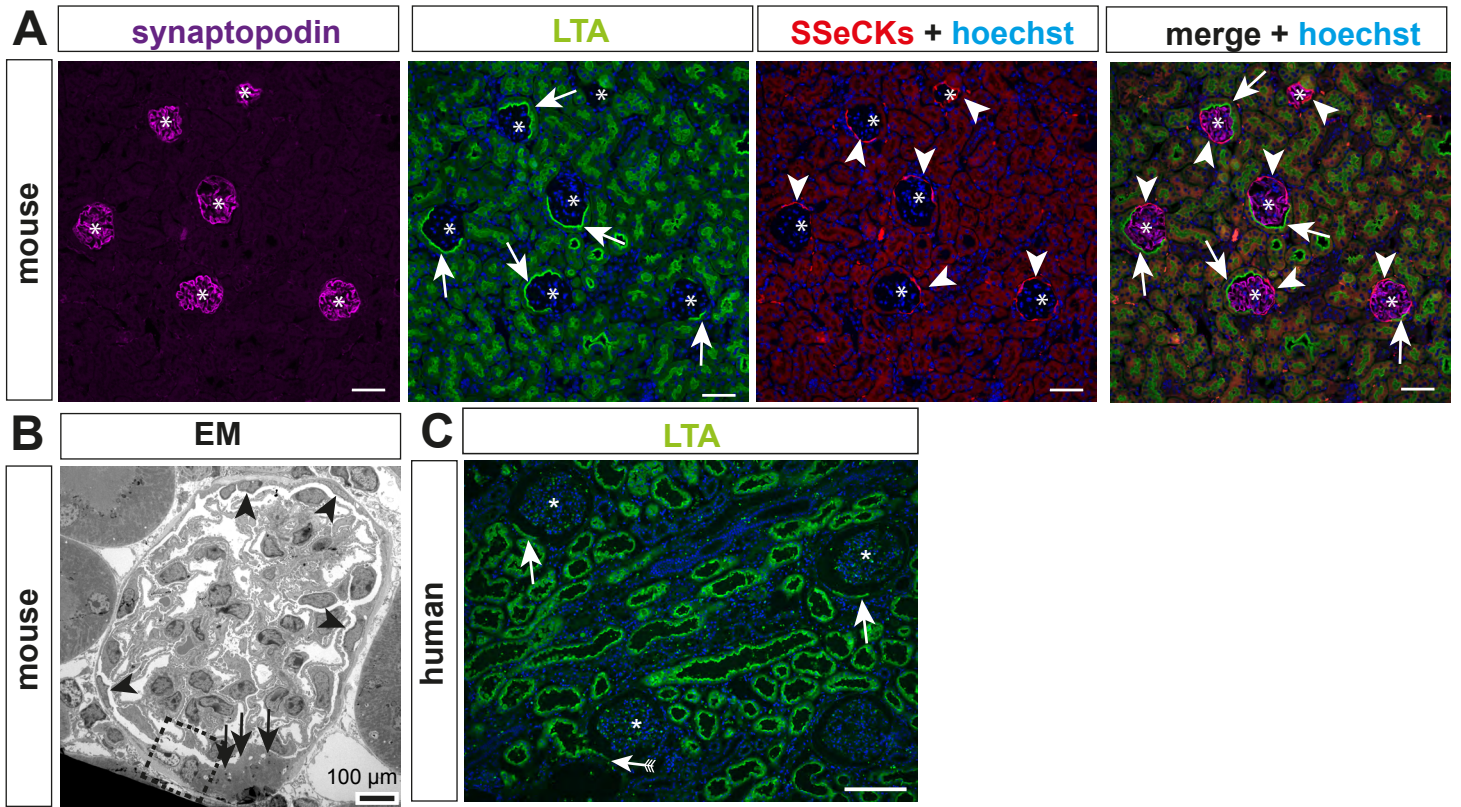 A
synaptopodin
LTA
SSeCKs + hoechst
merge + hoechst
mouse
* * * * * *
* * * * * *
* * * * * *
* * * * * *
B
EM
C
LTA
mouse
100 µm
human
* * *